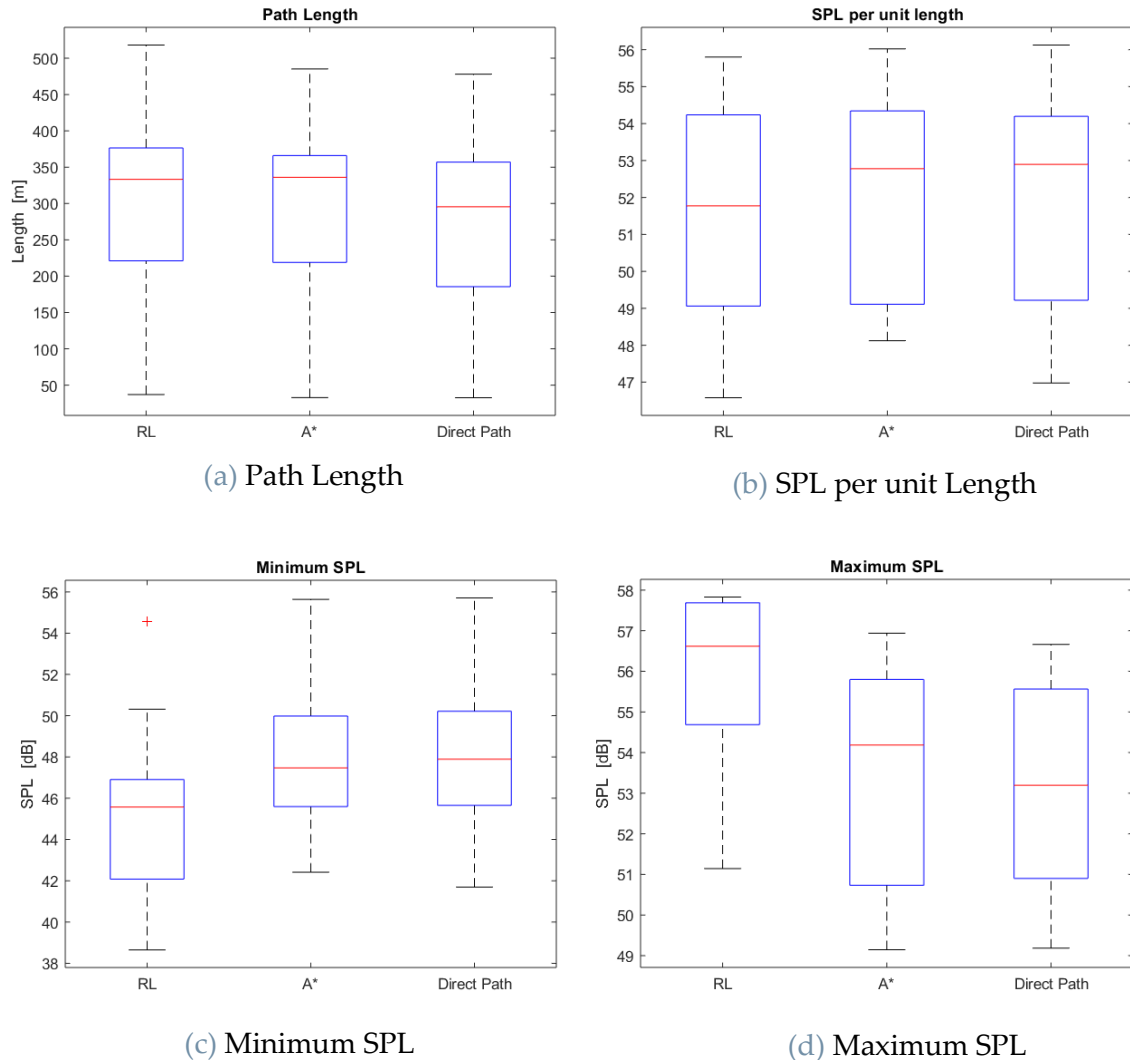 Path Length
Length [m]
500
450
400
350
300
250
200
150
100
50
RL
A*
Direct Path
(a) Path Length
SPL per unit length
56
55
54
53
52
51
50
49
48
47
RL
A*
Direct Path
(b) SPL per unit Length
Minimum SPL
SPL [dB]
56
54
52
50
48
46
44
42
40
38
RL
A*
Direct Path
(c) Minimum SPL
Maximum SPL
SPL [dB]
58
57
56
55
54
53
52
51
50
49
RL
A*
Direct Path
(d) Maximum SPL